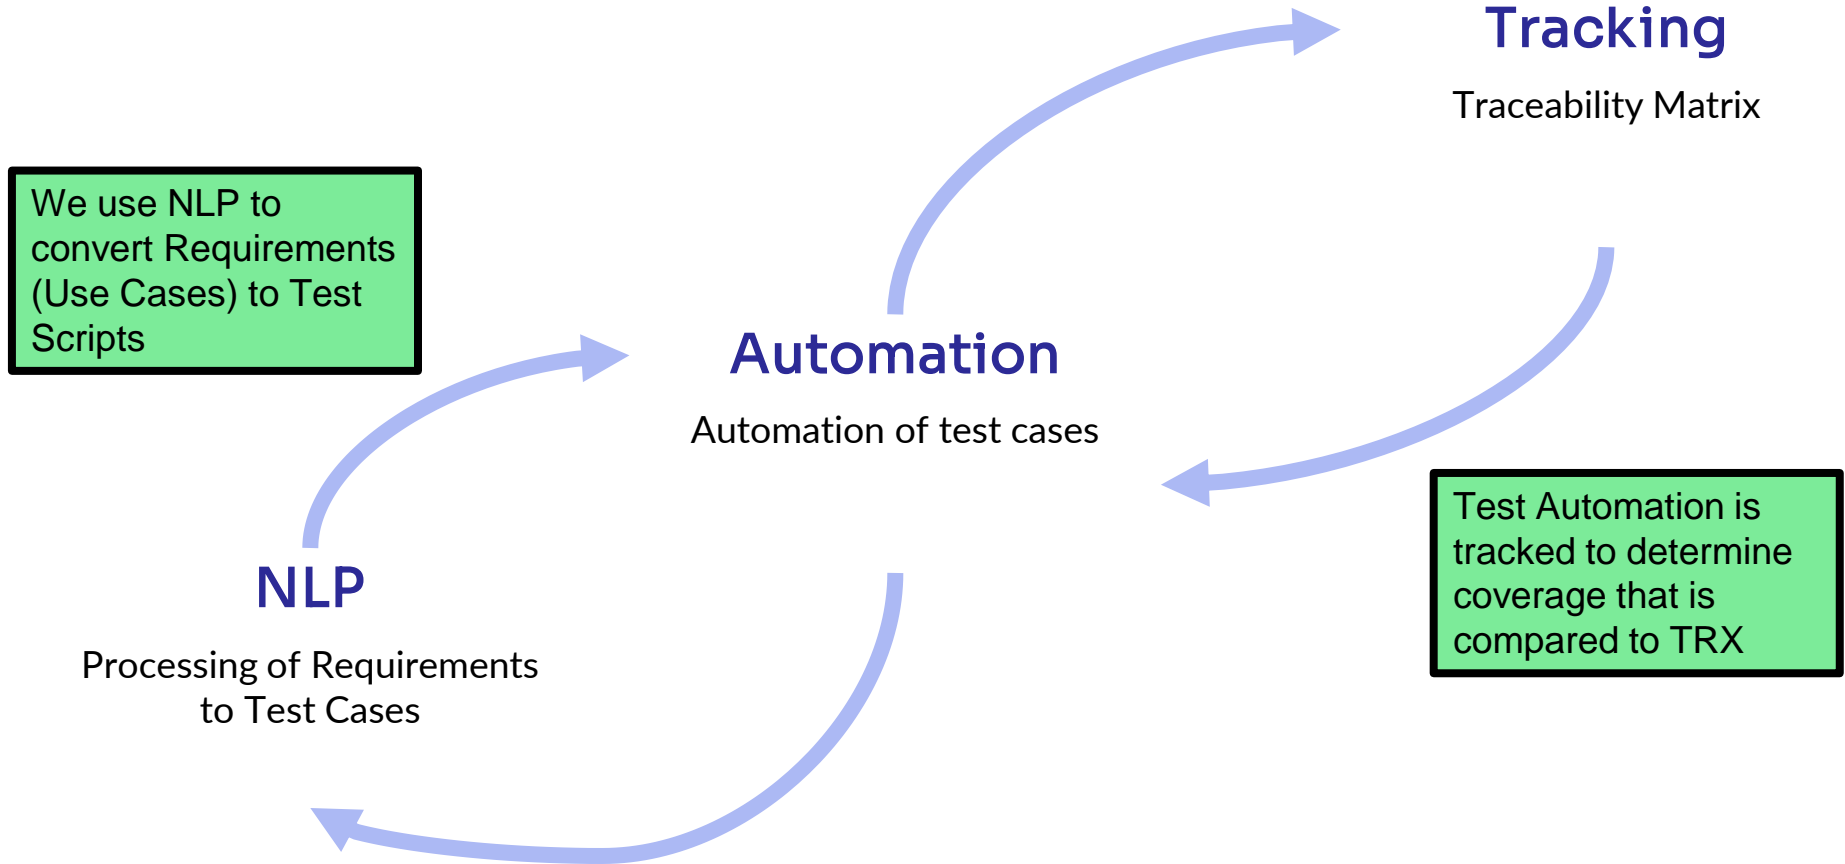 Tracking
Traceability Matrix
We use NLP to
convert Requirements
(Use Cases) to Test
Scripts
Automation
Automation of test cases
Test Automation is
tracked to determine
coverage that is
compared to TRX
NLP
Processing of Requirements
to Test Cases